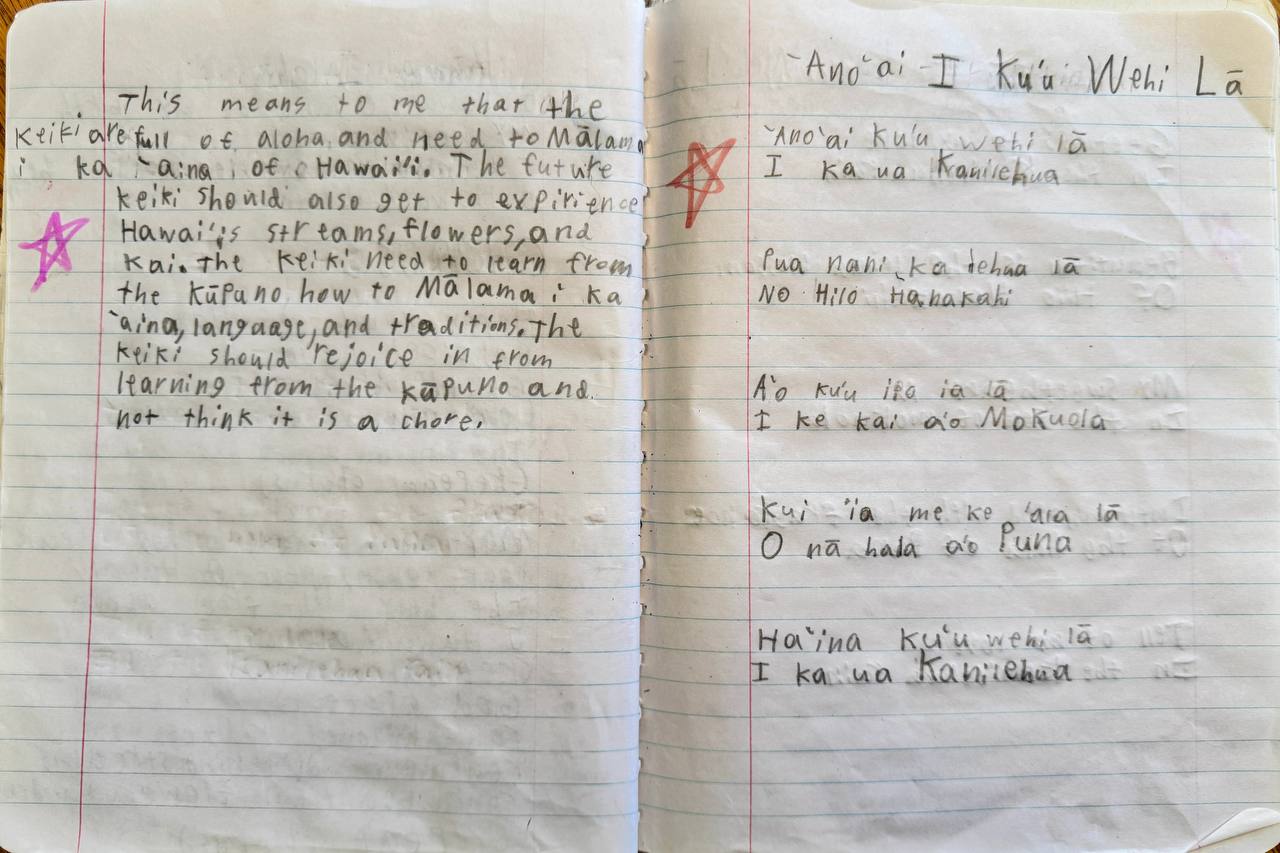 This means to me that the
keiki are full of aloha and need to Mālama
i ka ʻaina of Hawaiʻi. The future
keiki should also get to expirience
Hawaiʻis streams, flowers, and
kai. The keiki need to learn from
the kūpuno how to Mālama i ka
ʻaina, language, and traditions. The
keiki should rejoice in from
learning from the kāpuno and
not think it is a chore.
ʻAnoʻai I Kuʻu Wehi Lā
ʻAnoʻai Kuʻu wehi lā
I ka ua Kanilehua
Pua nani ka lehua lā
NO Hilo Hanakahi
Aʻo kuʻu ipo ia lā
I ke kai aʻo Mokuola
Kui ʻia me ke ʻala lā
O nā hala aʻo Puna
Haʻina Kuʻu wehi lā
I ka ua Kanilehua